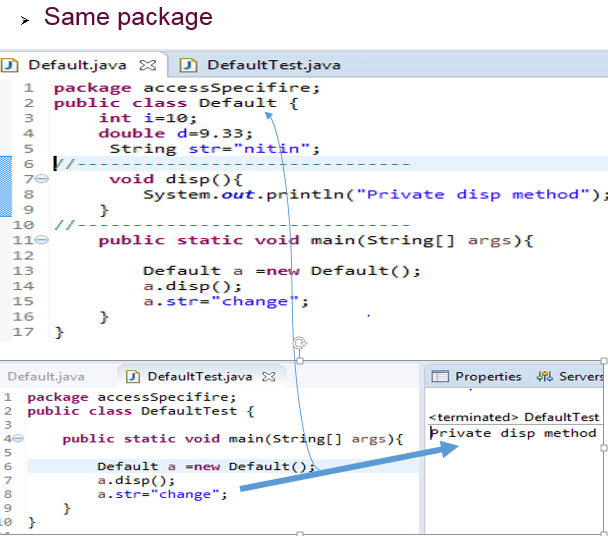 Same package
Default.java DefaultTest.java
1 package accessSpecifire;
2 public class Default {
3 int i=10;
4 double d=9.33;
5 String str="nitin";
6 //------------------------------
7 void disp(){
8 System.out.println("Private disp method");
9 }
10 //------------------------------
11 public static void main(String[] args){
12
13 Default a =new Default();
14 a.disp();
15 a.str="change";
16 }
17 }
Default.java DefaultTest.java
1 package accessSpecifire;
2 public class DefaultTest {
3
4 public static void main(String[] args){
5
6 Default a =new Default();
7 a.disp();
8 a.str="change";
9 }
0 }
Properties Servers
<terminated> DefaultTest
Private disp method